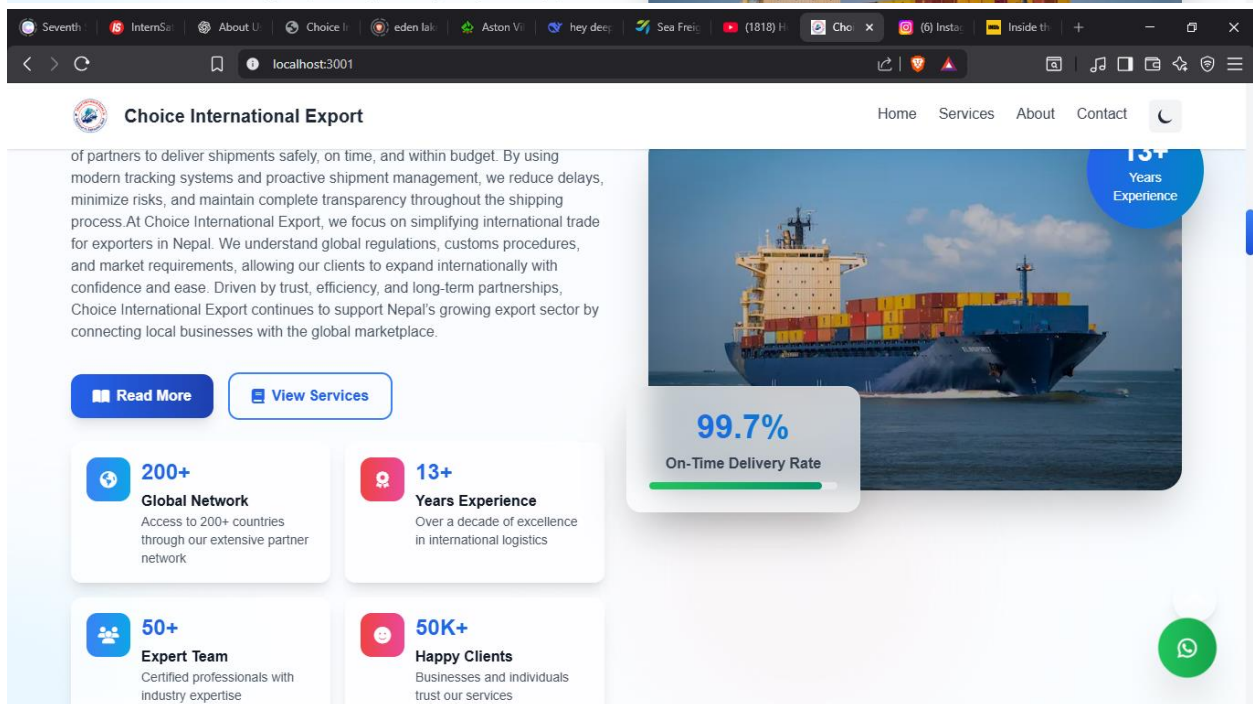 Seventh
InternSa
About U
Choice I
eden lak
Aston Vi
hey deep
Sea Freig
(1818) H
Cho
(6) Insta
Inside th
localhost:3001
Choice International Export
Home Services About Contact
of partners to deliver shipments safely, on time, and within budget. By using
modern tracking systems and proactive shipment management, we reduce delays,
minimize risks, and maintain complete transparency throughout the shipping
process.At Choice International Export, we focus on simplifying international trade
for exporters in Nepal. We understand global regulations, customs procedures,
and market requirements, allowing our clients to expand internationally with
confidence and ease. Driven by trust, efficiency, and long-term partnerships,
Choice International Export continues to support Nepal's growing export sector by
connecting local businesses with the global marketplace.
Read More
View Services
200+
Global Network
Access to 200+ countries
through our extensive partner
network
13+
Years Experience
Over a decade of excellence
in international logistics
50+
Expert Team
Certified professionals with
industry expertise
50K+
Happy Clients
Businesses and individuals
trust our services
13+
Years
Experience
99.7%
On-Time Delivery Rate